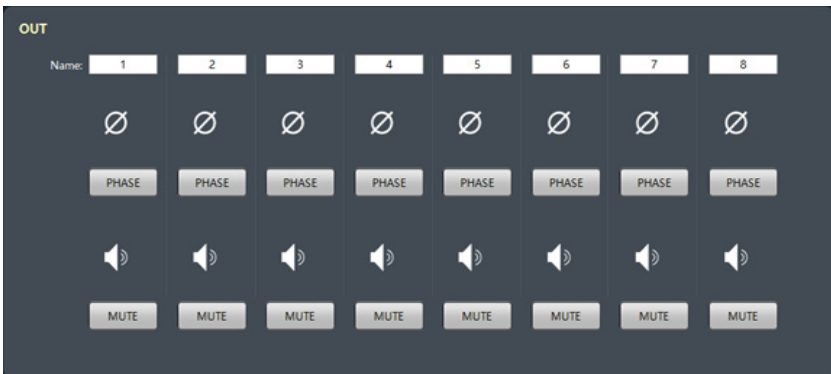 OUT
Name: 1 2 3 4 5 6 7 8
PHASE PHASE PHASE PHASE PHASE PHASE PHASE PHASE
MUTE MUTE MUTE MUTE MUTE MUTE MUTE MUTE